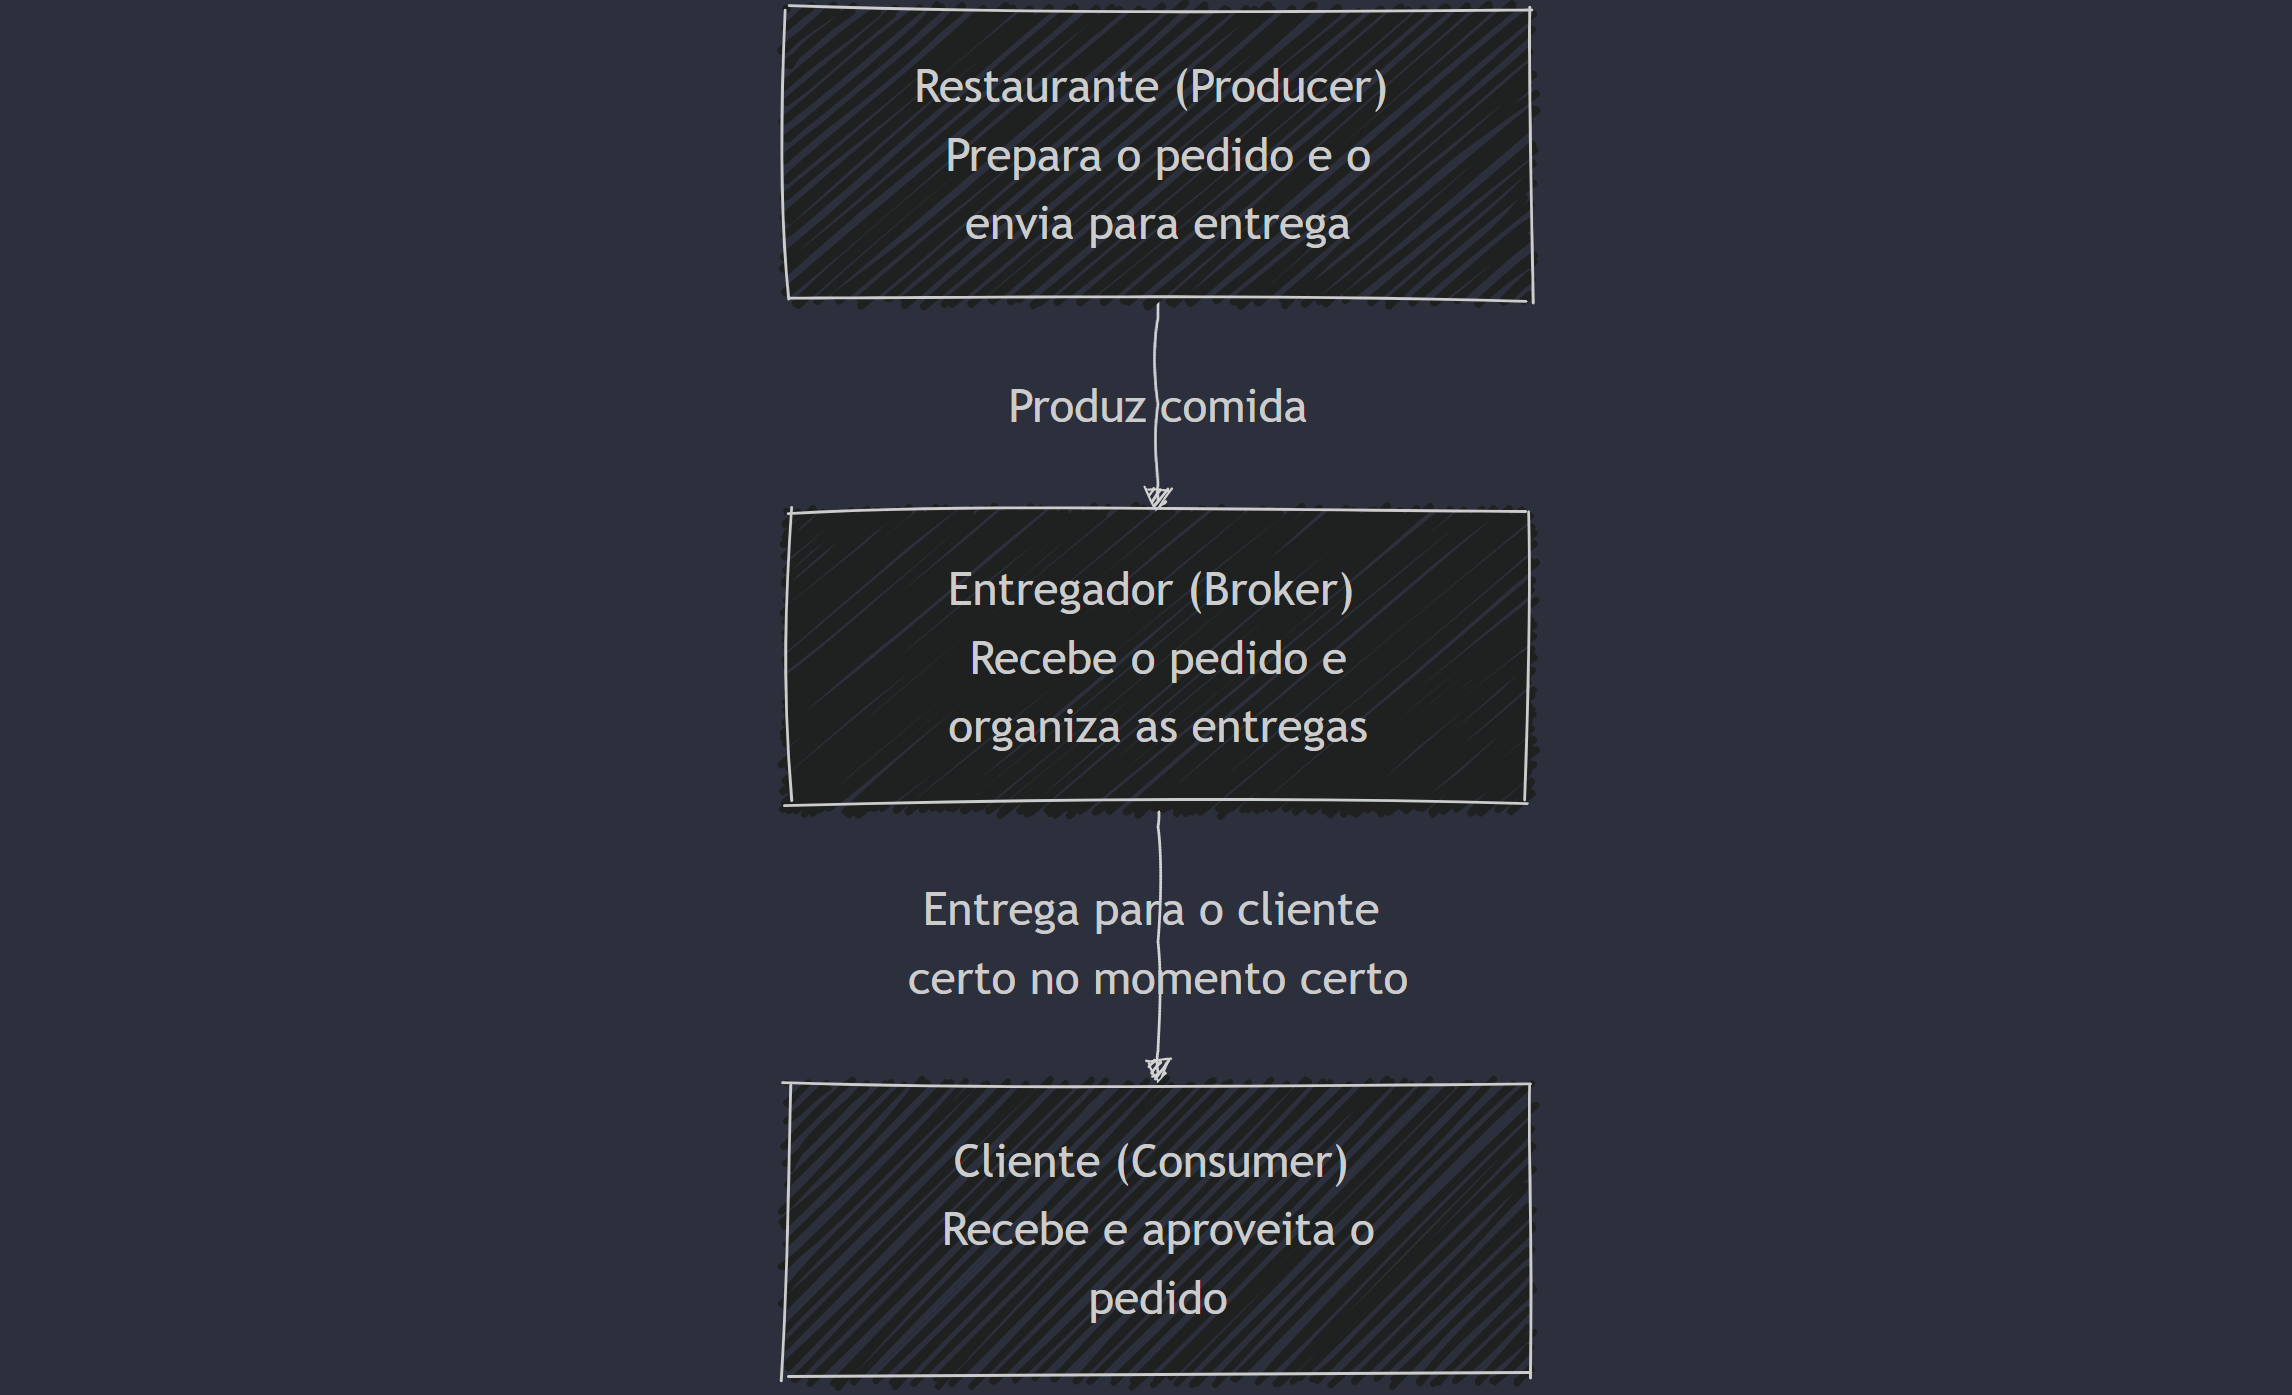 Restaurante (Producer)
Prepara o pedido e o
envia para entrega
Produz comida
Entregador (Broker)
Recebe o pedido e
organiza as entregas
Entrega para o cliente
certo no momento certo
Cliente (Consumer)
Recebe e aproveita o
pedido